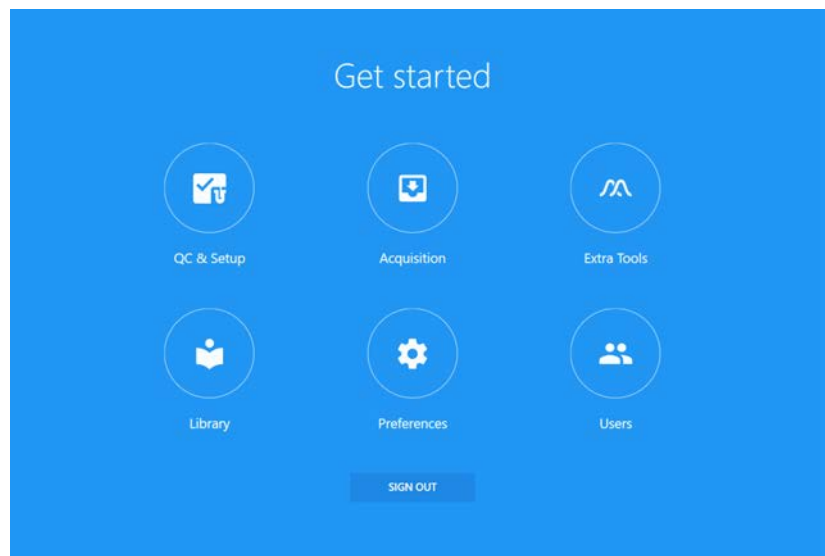 Get started
QC & Setup
Acquisition
Extra Tools
Library
Preferences
Users
SIGN OUT